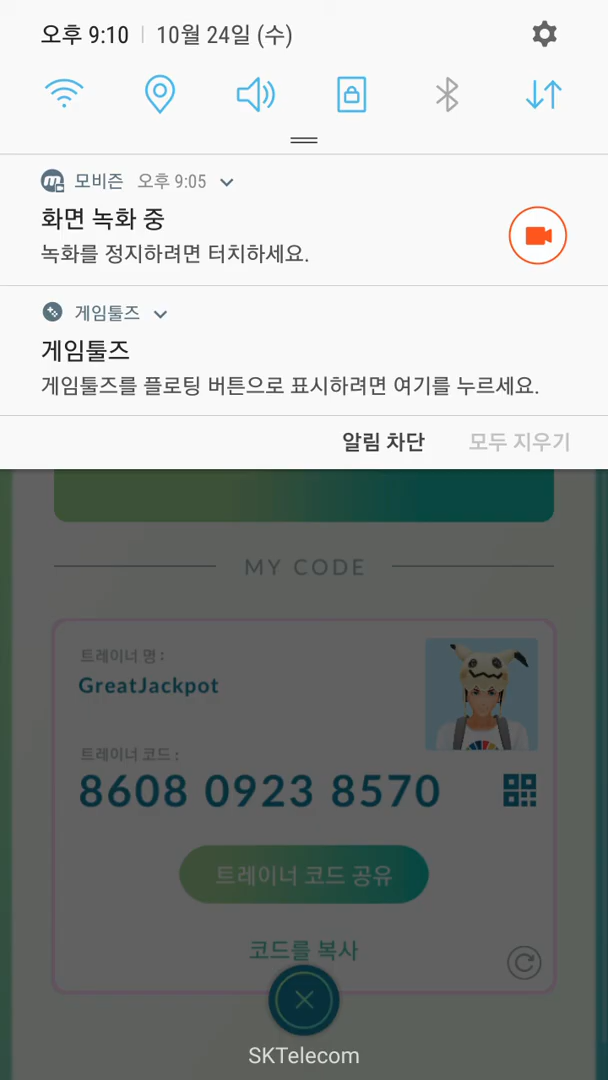 오후 9:10 | 10월 24일 (수)
모비즌 오후 9:05
화면 녹화 중
녹화를 정지하려면 터치하세요.
게임툴즈
게임툴즈
게임툴즈를 플로팅 버튼으로 표시하려면 여기를 누르세요.
알림 차단 모두 지우기
MY CODE
트레이너 명 :
GreatJackpot
트레이너 코드 :
8608 0923 8570
트레이너 코드 공유
코드를 복사
SKTelecom